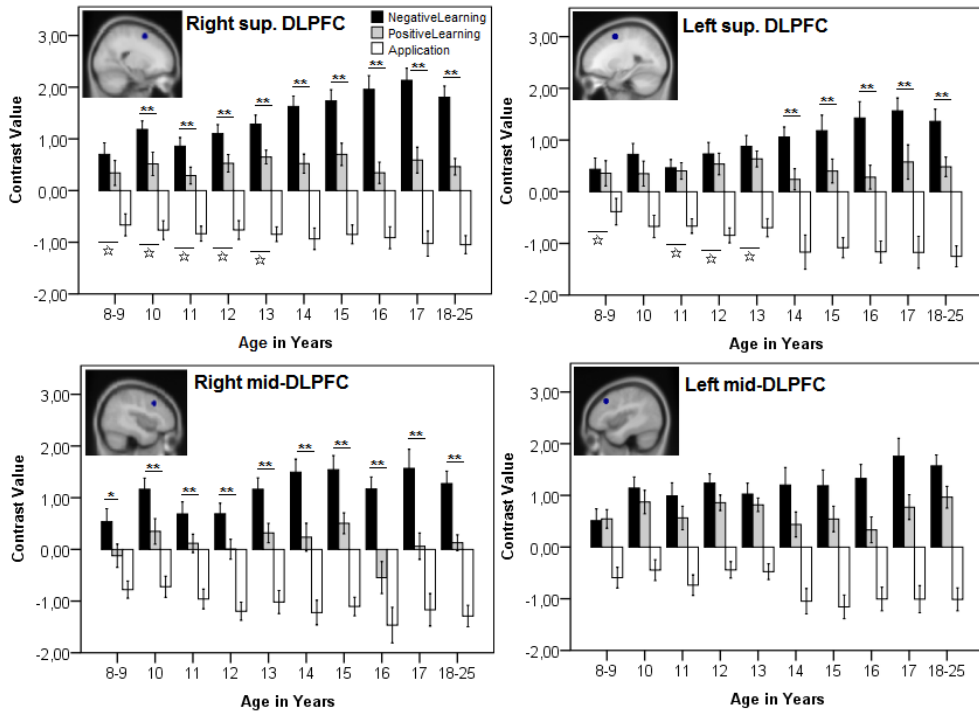 Right sup. DLPFC
NegativeLearning
PositiveLearning
Application
Contrast Value
3,00
2,00
1,00
0,00
-1,00
-2,00
** ** ** ** ** ** ** ** **
☆ ☆ ☆ ☆ ☆
8-9 10 11 12 13 14 15 16 17 18-25
Age in Years
Left sup. DLPFC
Contrast Value
3,00
2,00
1,00
0,00
-1,00
-2,00
** ** ** ** **
☆ ☆ ☆ ☆
8-9 10 11 12 13 14 15 16 17 18-25
Age in Years
Right mid-DLPFC
Contrast Value
3,00
2,00
1,00
0,00
-1,00
-2,00
* ** ** ** ** ** ** ** ** **
8-9 10 11 12 13 14 15 16 17 18-25
Age in Years
Left mid-DLPFC
Contrast Value
3,00
2,00
1,00
0,00
-1,00
-2,00
8-9 10 11 12 13 14 15 16 17 18-25
Age in Years